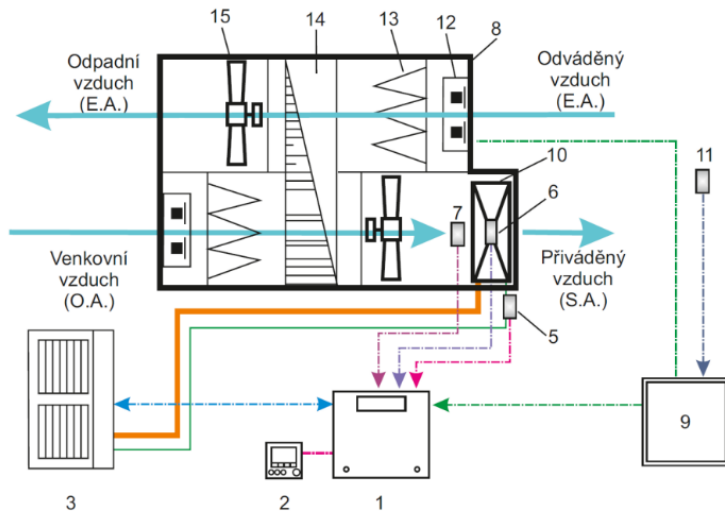 15
14
13
12
8
Odpadní
vzduch
(E.A.)
Odváděný
vzduch
(E.A.)
10
11
7
6
Venkovní
vzduch
(O.A.)
Přiváděný
vzduch
(S.A.)
5
9
3
2
1